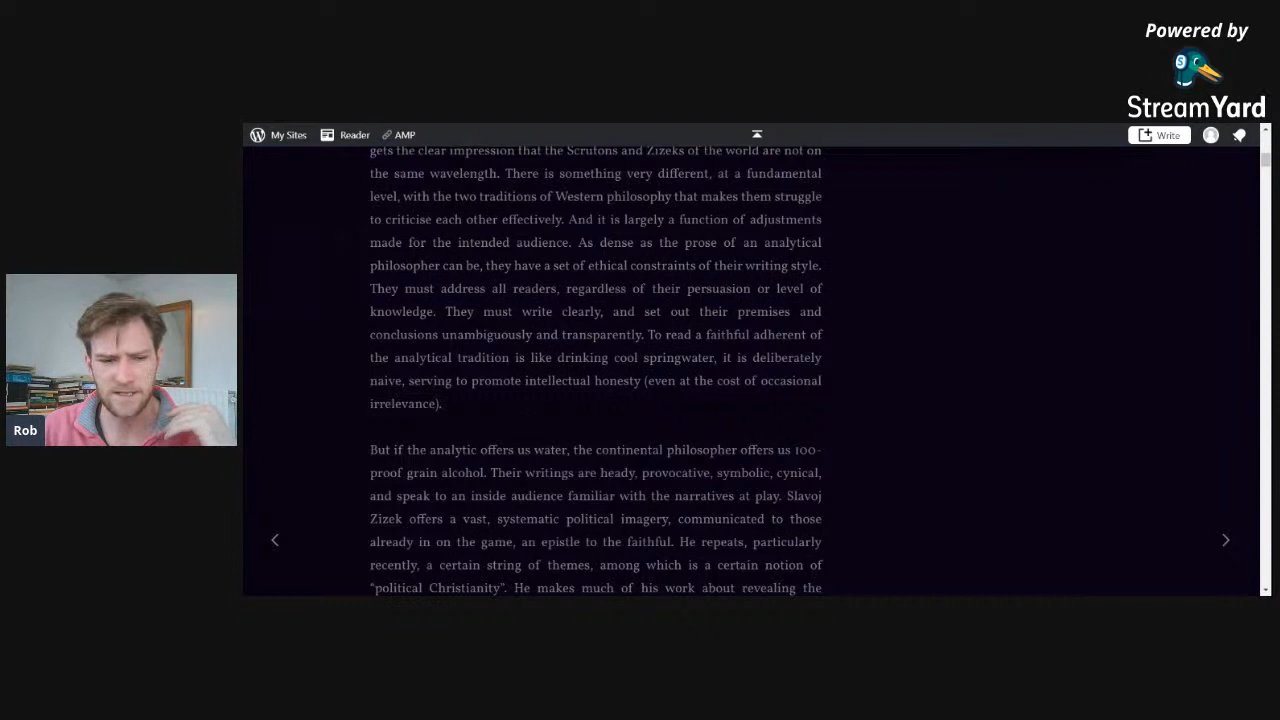 Powered by
StreamYard
My Sites
Reader
AMP
Write
gets the clear impression that the Scrutons and Zizeks of the world are not on
the same wavelength. There is something very different, at a fundamental
level, with the two traditions of Western philosophy that makes them struggle
to criticise each other effectively. And it is largely a function of adjustments
made for the intended audience. As dense as the prose of an analytical
philosopher can be, they have a set of ethical constraints of their writing style.
They must address all readers, regardless of their persuasion or level of
knowledge. They must write clearly, and set out their premises and
conclusions unambiguously and transparently. To read a faithful adherent of
the analytical tradition is like drinking cool springwater, it is deliberately
naive, serving to promote intellectual honesty (even at the cost of occasional
irrelevance).
But if the analytic offers us water, the continental philosopher offers us 100-
proof grain alcohol. Their writings are heady, provocative, symbolic, cynical,
and speak to an inside audience familiar with the narratives at play. Slavoj
Zizek offers a vast, systematic political imagery, communicated to those
already in on the game, an epistle to the faithful. He repeats, particularly
recently, a certain string of themes, among which is a certain notion of
“political Christianity”. He makes much of his work about revealing the
Rob